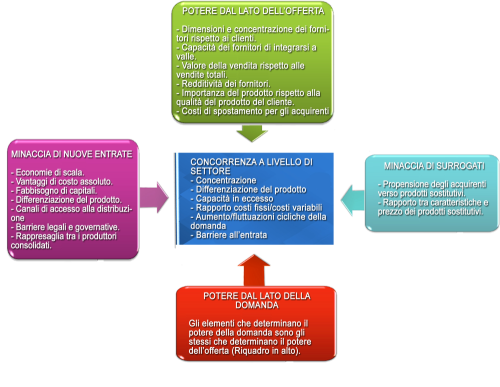 POTERE DAL LATO DELL'OFFERTA
- Dimensioni e concentrazione dei forni-
tori rispetto ai clienti.
- Capacità dei fornitori di integrarsi a
valle.
- Valore della vendita rispetto alle
vendite totali.
- Redditività dei fornitori.
- Importanza del prodotto rispetto alla
qualità del prodotto del cliente.
- Costi di spostamento per gli acquirenti
MINACCIA DI NUOVE ENTRATE
- Economie di scala.
- Vantaggi di costo assoluto.
- Fabbisogno di capitali.
- Differenziazione del prodotto.
- Canali di accesso alla distribuzi-
one
- Barriere legali e governative.
- Rappresaglia tra i produttori
consolidati.
CONCORRENZA A LIVELLO DI
SETTORE
- Concentrazione
- Differenziazione del prodotto
- Capacità in eccesso
- Rapporto costi fissi/costi variabili
- Aumento/fluttuazioni cicliche della
domanda
- Barriere all'entrata
MINACCIA DI SURROGATI
- Propensione degli acquirenti
verso prodotti sostitutivi.
- Rapporto tra caratteristiche e
prezzo dei prodotti sostitutivi.
POTERE DAL LATO DELLA
DOMANDA
Gli elementi che determinano il
potere della domanda sono gli
stessi che determinano il potere
dell'offerta (Riquadro in alto).